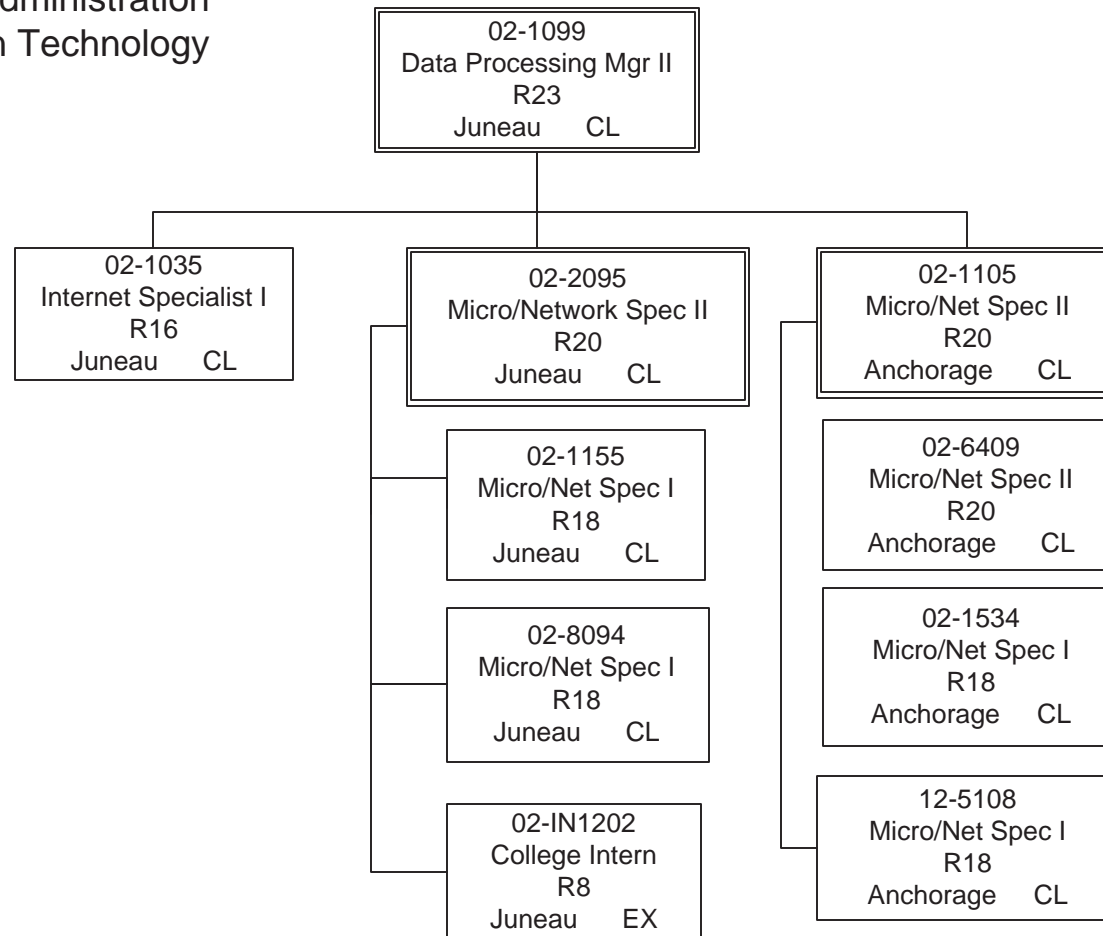 Technology
02-1099
Data Processing Mgr II
R23
Juneau CL
02-1035
Internet Specialist I
R16
Juneau CL
02-2095
Micro/Network Spec II
R20
Juneau CL
02-1155
Micro/Net Spec I
R18
Juneau CL
02-8094
Micro/Net Spec I
R18
Juneau CL
02-IN1202
College Intern
R8
Juneau EX
02-1105
Micro/Net Spec II
R20
Anchorage CL
02-6409
Micro/Net Spec II
R20
Anchorage CL
02-1534
Micro/Net Spec I
R18
Anchorage CL
12-5108
Micro/Net Spec I
R18
Anchorage CL